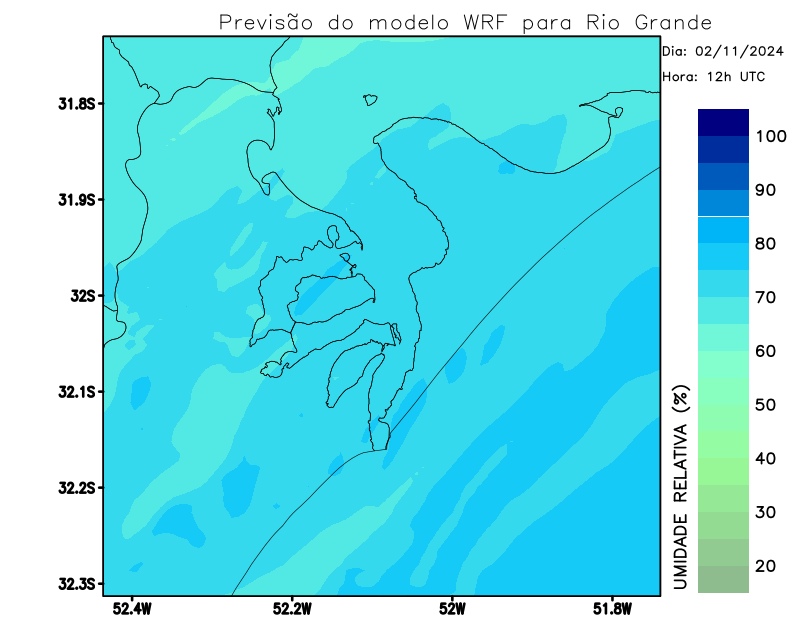 Previsão do modelo WRF para Rio Grande
Dia: 02/11/2024
Hora: 12h UTC
31.8S
31.9S
32S
32.1S
32.2S
32.3S
52.4W
52.2W
52W
51.8W
100
90
80
70
60
50
40
30
20
UMIDADE RELATIVA (%)